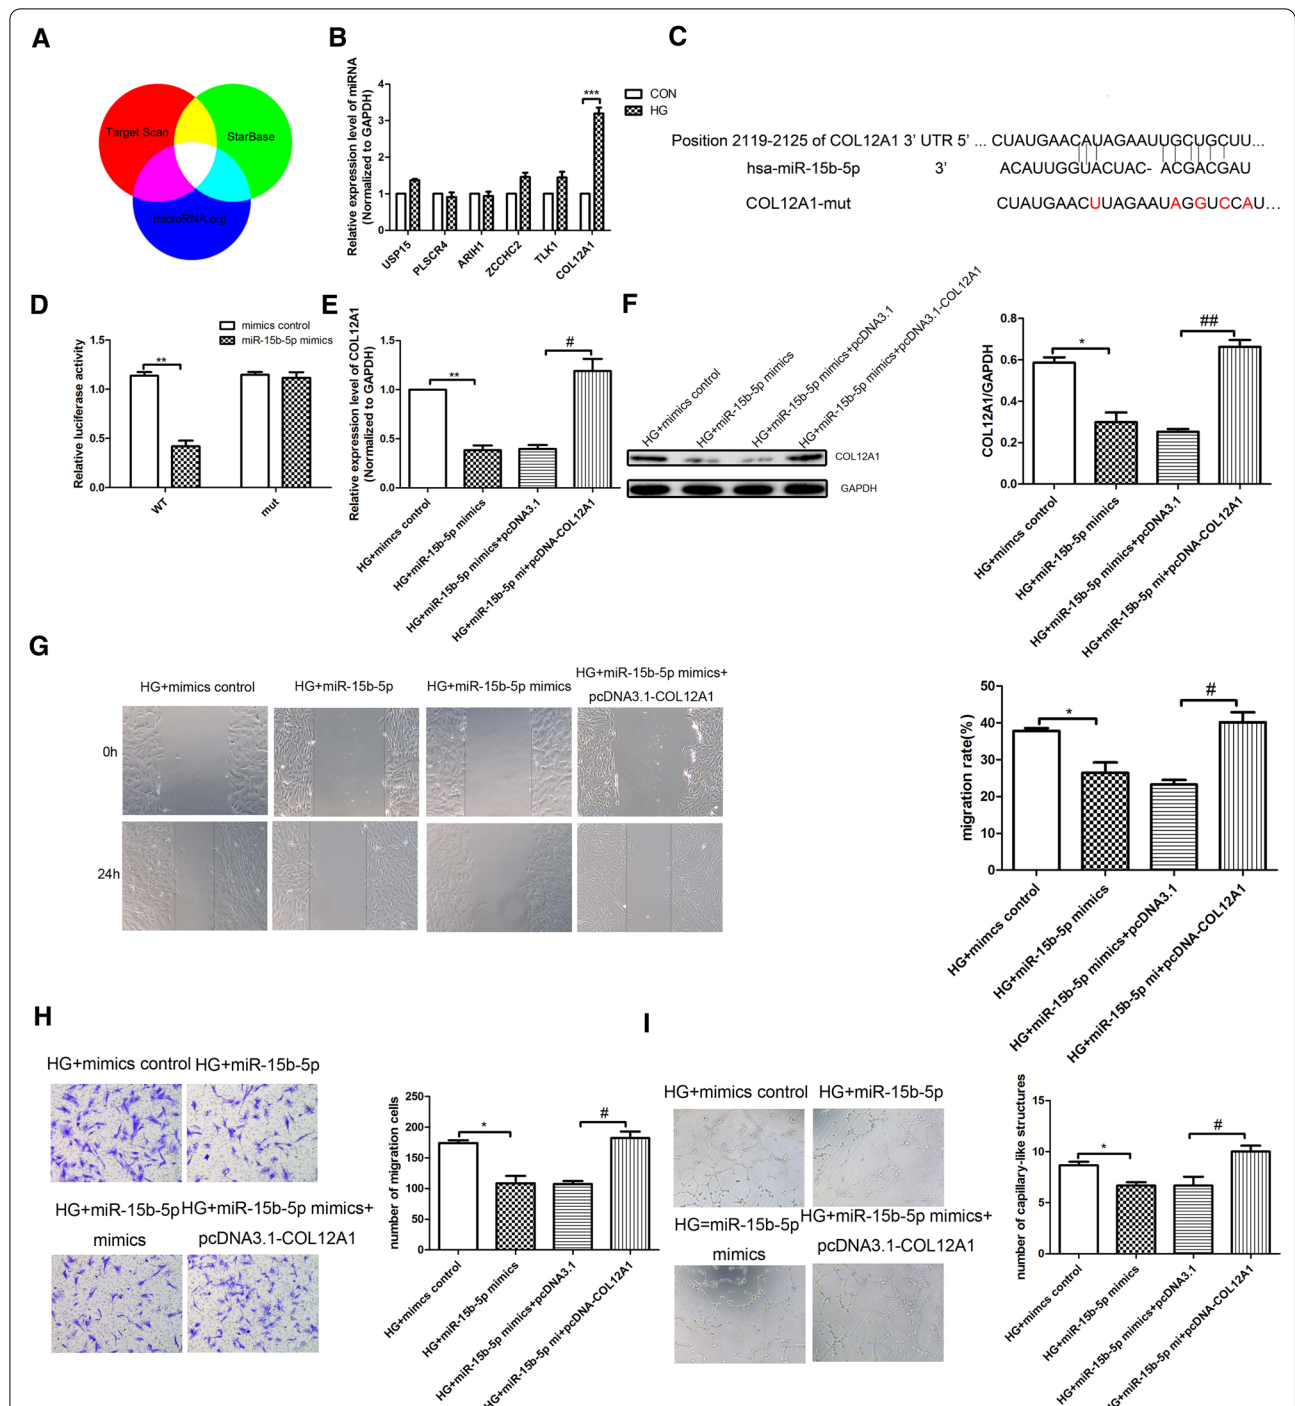 A
Target Scan
StarBase
microRNA.org
B
Relative expression level of miRNA
(Normalized to GAPDH)
4
3
2
1
0
***
CON
HG
USP15
PLSCR4
ARIH1
ZCCHC2
TLK1
COL12A1
C
Position 2119-2125 of COL12A1 3' UTR 5' ... CUAUGAACAUAGAAUUGCUGCUU...
hsa-miR-15b-5p 3' ACAUUGGUACUAC- ACGACGAU
COL12A1-mut CUAUGAACUUAGAAUAGGUCCAU...
D
Relative luciferase activity
1.5
1.0
0.5
0.0
**
mimics control
miR-15b-5p mimics
WT
mut
E
Relative expression level of COL12A1
(Normalized to GAPDH)
1.5
1.0
0.5
0.0
**
#
HG+mimics control
HG+miR-15b-5p mimics
HG+miR-15b-5p mimics+pcDNA3.1
HG+miR-15b-5p mi+pcDNA-COL12A1
F
HG+mimics control
HG+miR-15b-5p mimics
HG+miR-15b-5p mimics+pcDNA3.1
HG+miR-15b-5p mimics+pcDNA3.1-COL12A1
COL12A1
GAPDH
COL12A1/GAPDH
0.8
0.6
0.4
0.2
0.0
*
##
HG+mimics control
HG+miR-15b-5p mimics
HG+miR-15b-5p mimics+pcDNA3.1
HG+miR-15b-5p mi+pcDNA-COL12A1
G
HG+mimics control
HG+miR-15b-5p
HG+miR-15b-5p mimics
HG+miR-15b-5p mimics+
pcDNA3.1-COL12A1
0h
24h
migration rate(%)
50
40
30
20
10
0
*
#
HG+mimics control
HG+miR-15b-5p mimics
HG+miR-15b-5p mimics+pcDNA3.1
HG+miR-15b-5p mi+pcDNA-COL12A1
H
HG+mimics control
HG+miR-15b-5p
HG+miR-15b-5p
mimics
HG+miR-15b-5p mimics+
pcDNA3.1-COL12A1
number of migration cells
250
200
150
100
50
0
*
#
HG+mimics control
HG+miR-15b-5p mimics
HG+miR-15b-5p mimics+pcDNA3.1
HG+miR-15b-5p mi+pcDNA-COL12A1
I
HG+mimics control
HG+miR-15b-5p
HG=miR-15b-5p
mimics
HG+miR-15b-5p mimics+
pcDNA3.1-COL12A1
number of capillary-like structures
15
10
5
0
*
#
HG+mimics control
HG+miR-15b-5p mimics
HG+miR-15b-5p mimics+pcDNA3.1
HG+miR-15b-5p mi+pcDNA-COL12A1